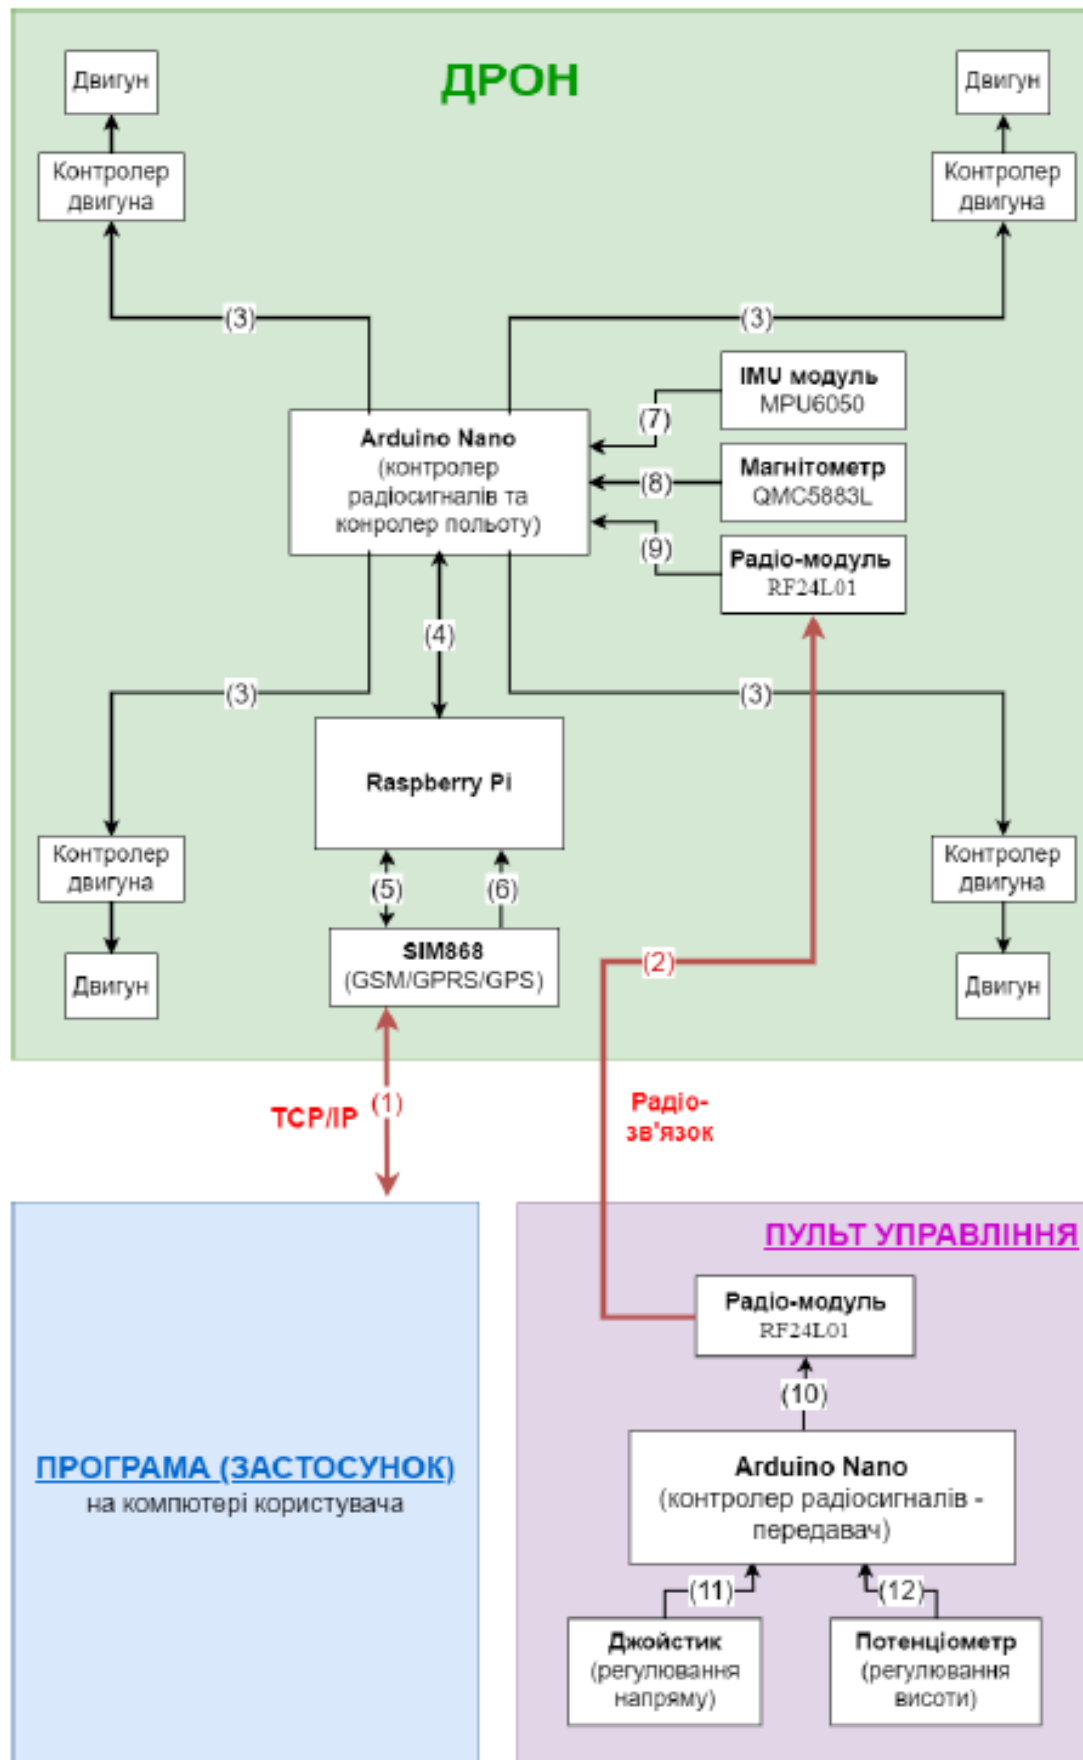 ДРОН
Двигун
Двигун
Контролер
двигуна
Контролер
двигуна
(3)
(3)
IMU модуль
MPU6050
(7)
Arduino Nano
(контролер
радіосигналів та
конролер польоту)
Магнітометр
QMC5883L
(8)
(9)
Радіо-модуль
RF24L01
(4)
(3)
(3)
Raspberry Pi
Контролер
двигуна
Контролер
двигуна
(5)
(6)
SIM868
(GSM/GPRS/GPS)
(2)
Двигун
Двигун
TCP/IP
(1)
Радіо-
зв'язок
ПУЛЬТ УПРАВЛІННЯ
Радіо-модуль
RF24L01
(10)
ПРОГРАМА (ЗАСТОСУНОК)
на компютері користувача
Arduino Nano
(контролер радіосигналів -
передавач)
(11)
(12)
Джойстик
(регулювання
напряму)
Потенціометр
(регулювання
висоти)